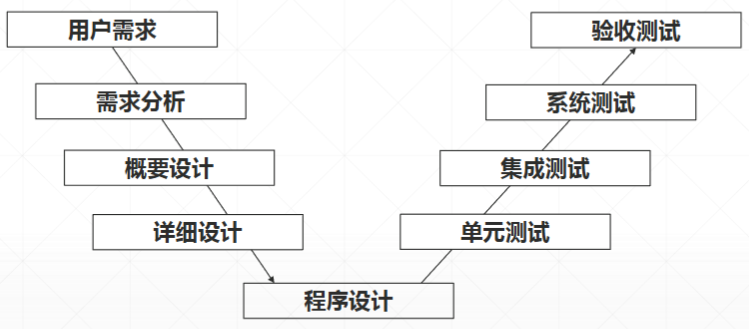 用户需求
验收测试
需求分析
系统测试
概要设计
集成测试
详细设计
单元测试
程序设计